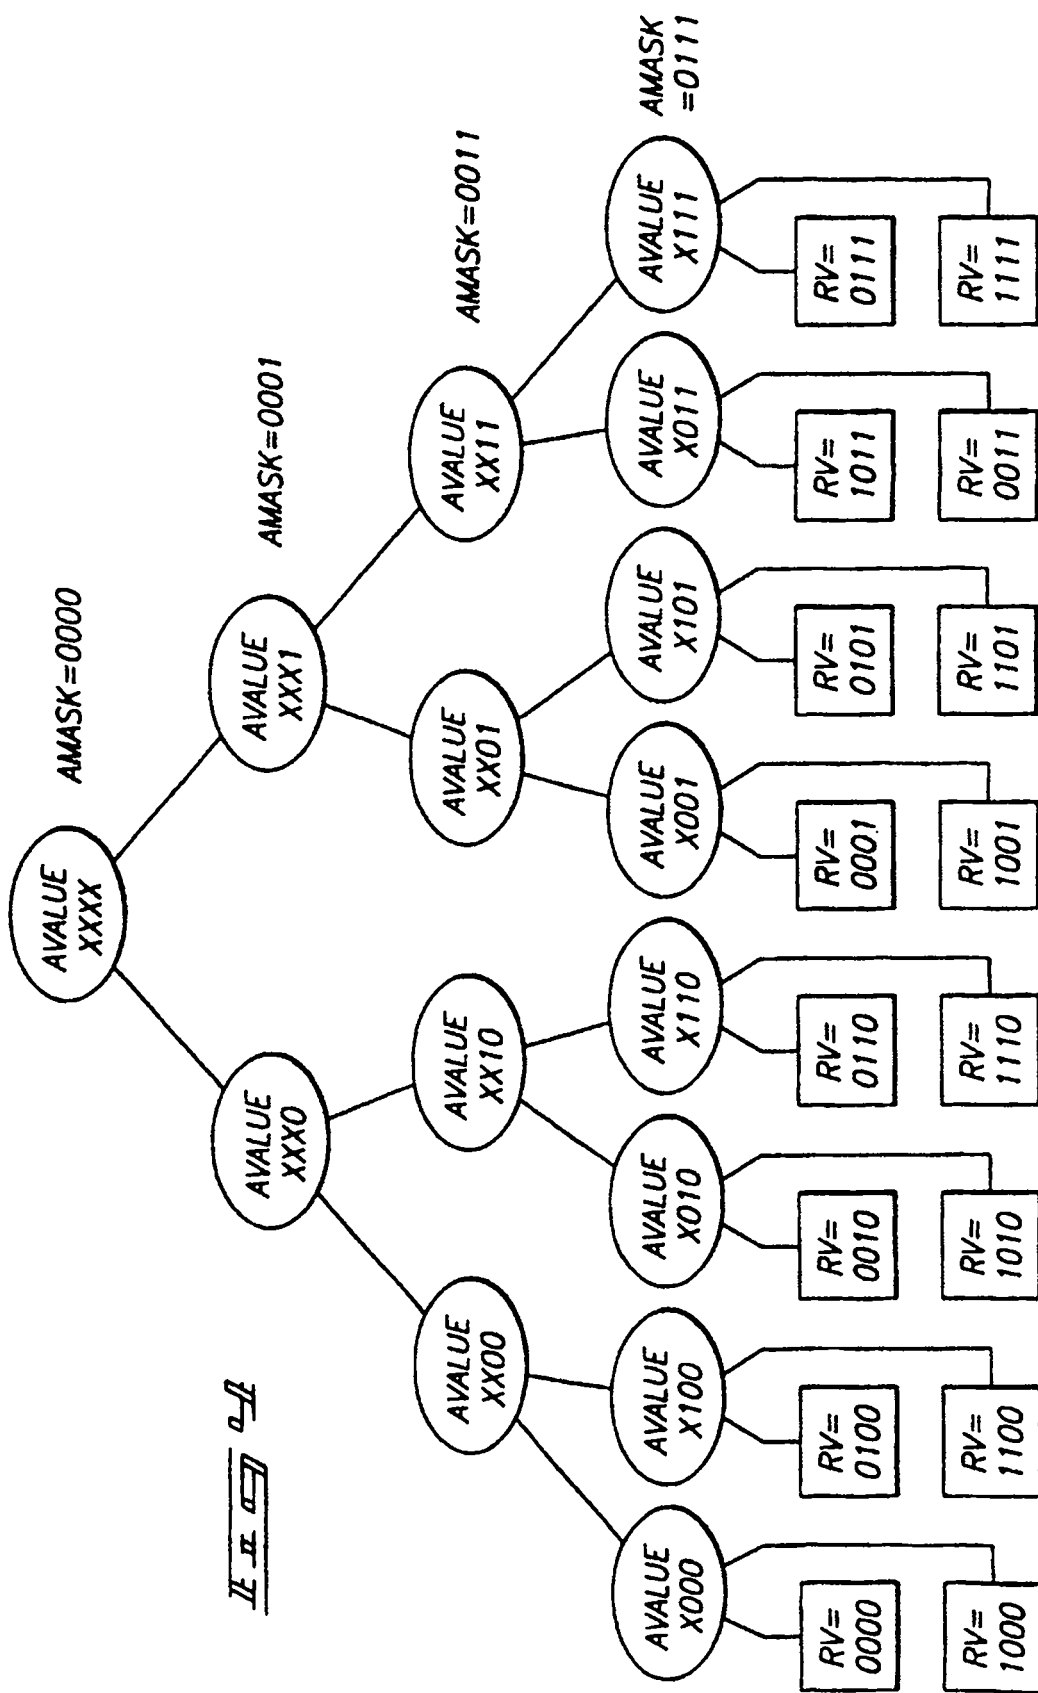 AMASK=0000
AVALUE
XXXX
AMASK=0001
AVALUE
XXX0
AVALUE
XXX1
AMASK=0011
AVALUE
XX00
AVALUE
XX10
AVALUE
XX01
AVALUE
XX11
AMASK
=0111
AVALUE
X000
AVALUE
X100
AVALUE
X010
AVALUE
X110
AVALUE
X001
AVALUE
X101
AVALUE
X011
AVALUE
X111
RV=
0000
RV=
0100
RV=
0010
RV=
0110
RV=
0001
RV=
0101
RV=
1011
RV=
0111
RV=
1000
RV=
1100
RV=
1010
RV=
1110
RV=
1001
RV=
1101
RV=
0011
RV=
1111